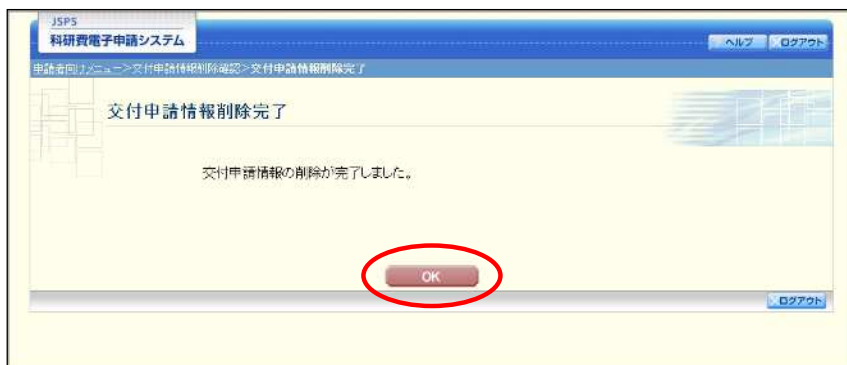 JSPS
科研費電子申請システム
ヘルプ ログアウト
申請者向けメニュー>交付申請情報削除確認>交付申請情報削除完了
交付申請情報削除完了
交付申請情報の削除が完了しました。
OK
ログアウト